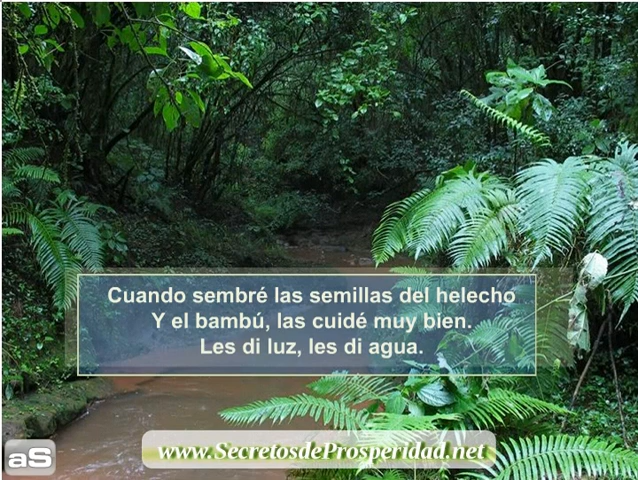 Cuando sembré las semillas del helecho
Y el bambú, las cuidé muy bien.
Les di luz, les di agua.
www.SecretosdeProsperidad.net
aS